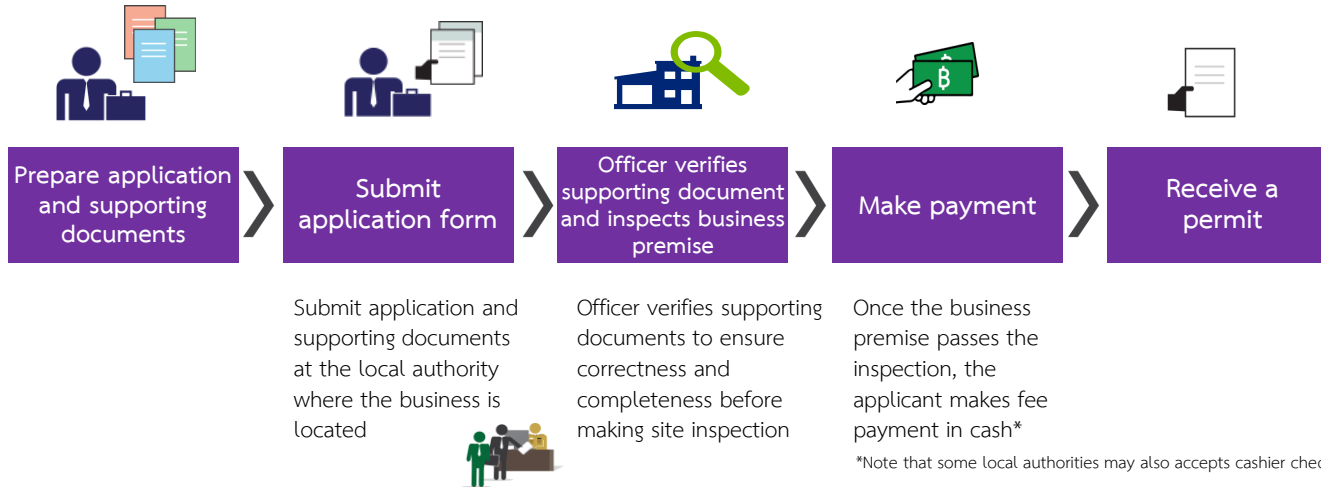 ฿
Prepare application
and supporting
documents
Submit
application form
Officer verifies
supporting document
and inspects business
premise
Make payment
Receive a
permit
Submit application and
supporting documents
at the local authority
where the business is
located
Officer verifies supporting
documents to ensure
correctness and
completeness before
making site inspection
Once the business
premise passes the
inspection, the
applicant makes fee
payment in cash*
*Note that some local authorities may also accepts cashier